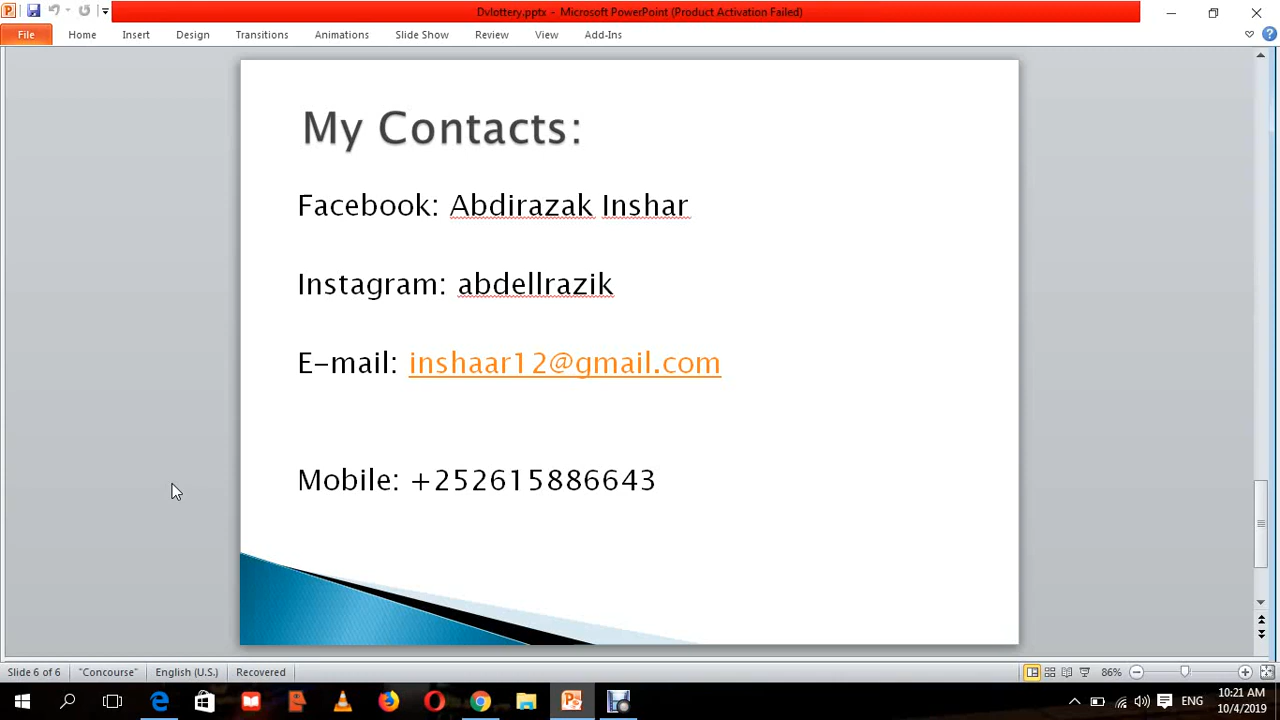 Dvlottery.pptx - Microsoft PowerPoint (Product Activation Failed)
File Home Insert Design Transitions Animations Slide Show Review View Add-Ins
My Contacts:
Facebook: Abdirazak Inshar
Instagram: abdellrazik
E-mail: inshaar12@gmail.com
Mobile: +252615886643
Slide 6 of 6 "Concourse" English (U.S.) Recovered 86%
ENG 10:21 AM
10/4/2019